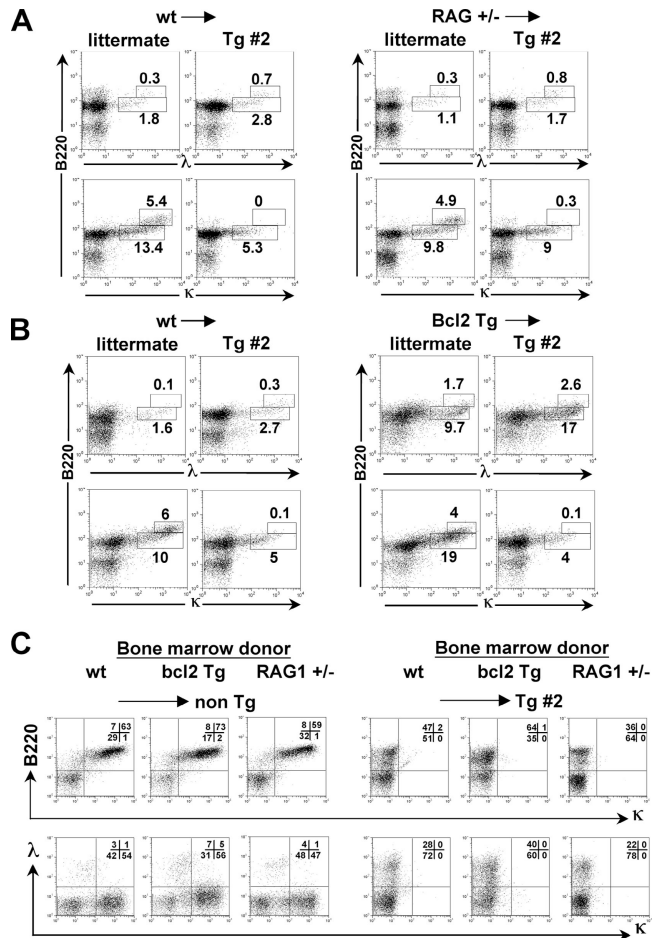 A
wt
RAG +/-
littermate
Tg #2
littermate
Tg #2
B220
0.3
1.8
0.7
2.8
0.3
1.1
0.8
1.7
λ
λ
5.4
13.4
0
5.3
4.9
9.8
0.3
9
κ
κ
B
wt
Bcl2 Tg
littermate
Tg #2
littermate
Tg #2
B220
0.1
1.6
0.3
2.7
1.7
9.7
2.6
17
λ
λ
6
10
0.1
5
4
19
0.1
4
κ
κ
C
Bone marrow donor
Bone marrow donor
wt
bcl2 Tg
RAG1 +/-
wt
bcl2 Tg
RAG1 +/-
non Tg
Tg #2
B220
7 63
29 1
8 73
17 2
8 59
32 1
47 2
51 0
64 1
35 0
36 0
64 0
κ
κ
λ
3 1
42 54
7 5
31 56
4 1
48 47
28 0
72 0
40 0
60 0
22 0
78 0
κ
κ